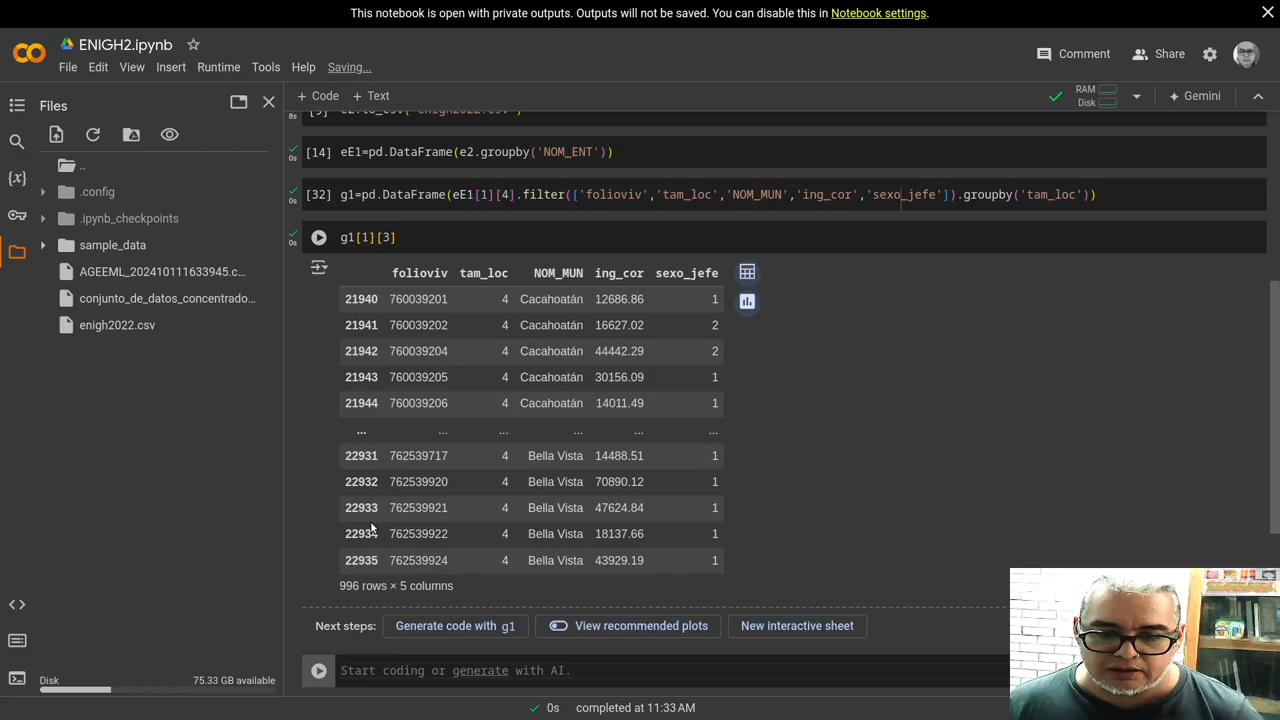 This notebook is open with private outputs. Outputs will not be saved. You can disable this in Notebook settings.
ENIGH2.ipynb
Comment
Share
File Edit View Insert Runtime Tools Help Saving...
Files
+ Code + Text
RAM
Disk
Gemini
8s
[14] eE1=pd.DataFrame(e2.groupby('NOM_ENT'))
0s
[32] g1=pd.DataFrame(eE1[1][4].filter(['folioviv','tam_loc','NOM_MUN','ing_cor','sexo_jefe']).groupby('tam_loc'))
0s
g1[1][3]
0s
..
.config
.ipynb_checkpoints
sample_data
AGEEML_202410111633945.c...
conjunto_de_datos_concentrado...
enigh2022.csv
folioviv tam_loc NOM_MUN ing_cor sexo_jefe
21940 760039201 4 Cacahoatán 12686.86 1
21941 760039202 4 Cacahoatán 16627.02 2
21942 760039204 4 Cacahoatán 44442.29 2
21943 760039205 4 Cacahoatán 30156.09 1
21944 760039206 4 Cacahoatán 14011.49 1
... ... ... ... ... ...
22931 762539717 4 Bella Vista 14488.51 1
22932 762539920 4 Bella Vista 70890.12 1
22933 762539921 4 Bella Vista 47624.84 1
22934 762539922 4 Bella Vista 18137.66 1
22935 762539924 4 Bella Vista 43929.19 1
996 rows × 5 columns
Next steps: Generate code with g1 View recommended plots New interactive sheet
Start coding or generate with AI.
Disk 75.33 GB available
0s completed at 11:33 AM